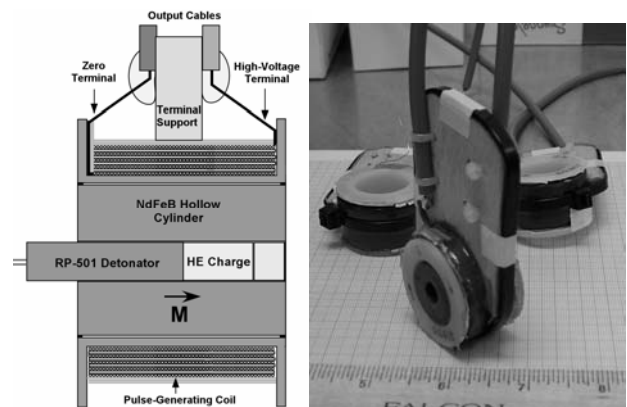 Output Cables
Zero
Terminal
High-Voltage
Terminal
Terminal
Support
NdFeB Hollow
Cylinder
RP-501 Detonator
HE Charge
M
Pulse-Generating Coil
5
6
7
8
FALCON